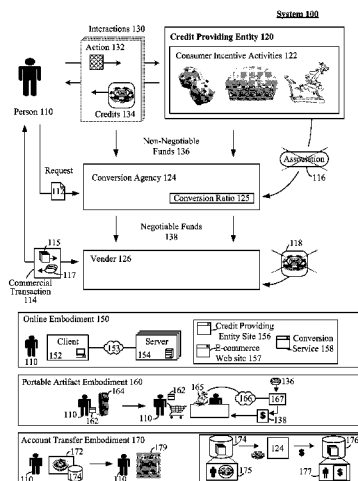 System 100
Interactions 130
Action 132
Credits 134
Credit Providing Entity 120
Consumer Incentive Activities 122
Person 110
Non-Negotiable
Funds 136
Association
116
Request
112
Conversion Agency 124
Conversion Ratio 125
Negotiable Funds
138
115
117
Commercial
Transaction
114
Vender 126
118
Online Embodiment 150
110
Client
152
153
Server
154
Credit Providing
Entity Site 156
E-commerce
Web site 157
Conversion
Service 158
Portable Artifact Embodiment 160
110
162
164
110
162
165
166
136
167
$
138
Account Transfer Embodiment 170
110
172
174
110
179
174
124
$
176
175
177
$